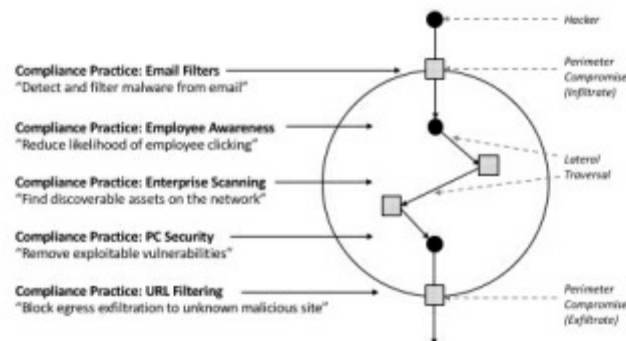 Hacker
Compliance Practice: Email Filters
"Detect and filter malware from email"
Perimeter
Compromise
(Infiltrate)
Compliance Practice: Employee Awareness
"Reduce likelihood of employee clicking"
Lateral
Traversal
Compliance Practice: Enterprise Scanning
"Find discoverable assets on the network"
Compliance Practice: PC Security
"Remove exploitable vulnerabilities"
Compliance Practice: URL Filtering
"Block egress exfiltration to unknown malicious site"
Perimeter
Compromise
(Exfiltrate)